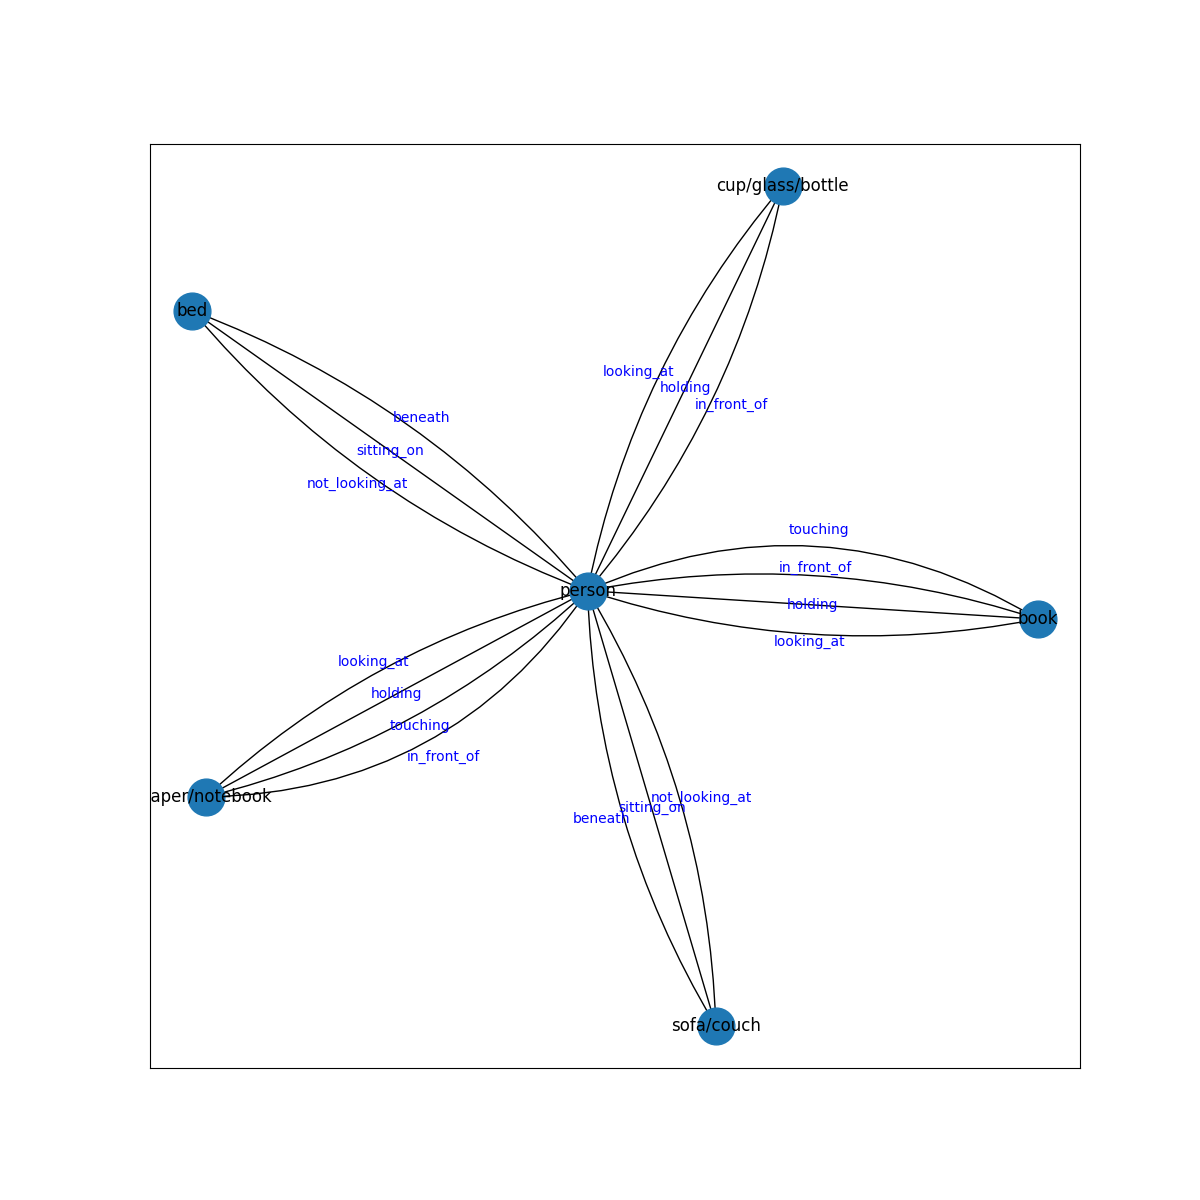 cup/glass/bottle
bed
looking_at
holding
in_front_of
beneath
sitting_on
not_looking_at
touching
in_front_of
holding
looking_at
person
book
looking_at
holding
touching
in_front_of
aper/notebook
not_looking_at
sitting_on
beneath
sofa/couch